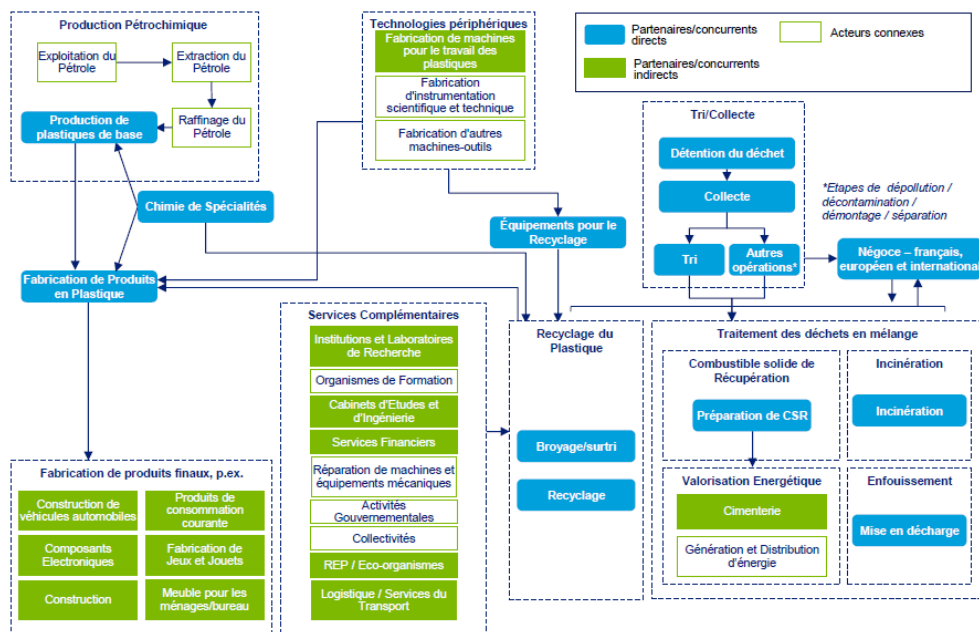 Production Pétrochimique
Exploitation du
Pétrole
Extraction du
Pétrole
Production de
plastiques de base
Raffinage du
Pétrole
Chimie de Spécialités
Fabrication de Produits
en Plastique
Technologies périphériques
Fabrication de machines
pour le travail des
plastiques
Fabrication
d'instrumentation
scientifique et technique
Fabrication d'autres
machines-outils
Équipements pour le
Recyclage
Partenaires/concurrents
directs
Acteurs connexes
Partenaires/concurrents
indirects
Tri/Collecte
Détention du déchet
Collecte
Tri
Autres
opérations*
*Etapes de dépollution /
décontamination /
démontage / séparation
Négoce – français,
européen et international
Services Complémentaires
Institutions et Laboratoires
de Recherche
Organismes de Formation
Cabinets d'Etudes et
d'Ingénierie
Services Financiers
Réparation de machines et
équipements mécaniques
Activités
Gouvernementales
Collectivités
REP / Eco-organismes
Logistique / Services du
Transport
Recyclage du
Plastique
Broyage/surtri
Recyclage
Traitement des déchets en mélange
Combustible solide de
Récupération
Préparation de CSR
Incinération
Incinération
Valorisation Energétique
Cimenterie
Génération et Distribution
d'énergie
Enfouissement
Mise en décharge
Fabrication de produits finaux, p.ex.
Construction de
véhicules automobiles
Produits de
consommation
courante
Composants
Electroniques
Fabrication de
Jeux et Jouets
Construction
Meuble pour les
ménages/bureau